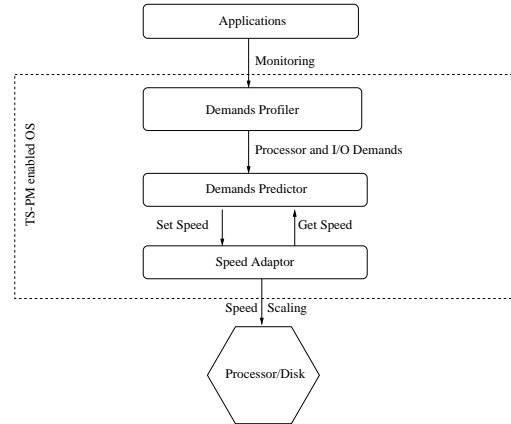 Applications
Monitoring
TS-PM enabled OS
Demands Profiler
Processor and I/O Demands
Demands Predictor
Set Speed
Get Speed
Speed Adaptor
Speed Scaling
Processor/Disk